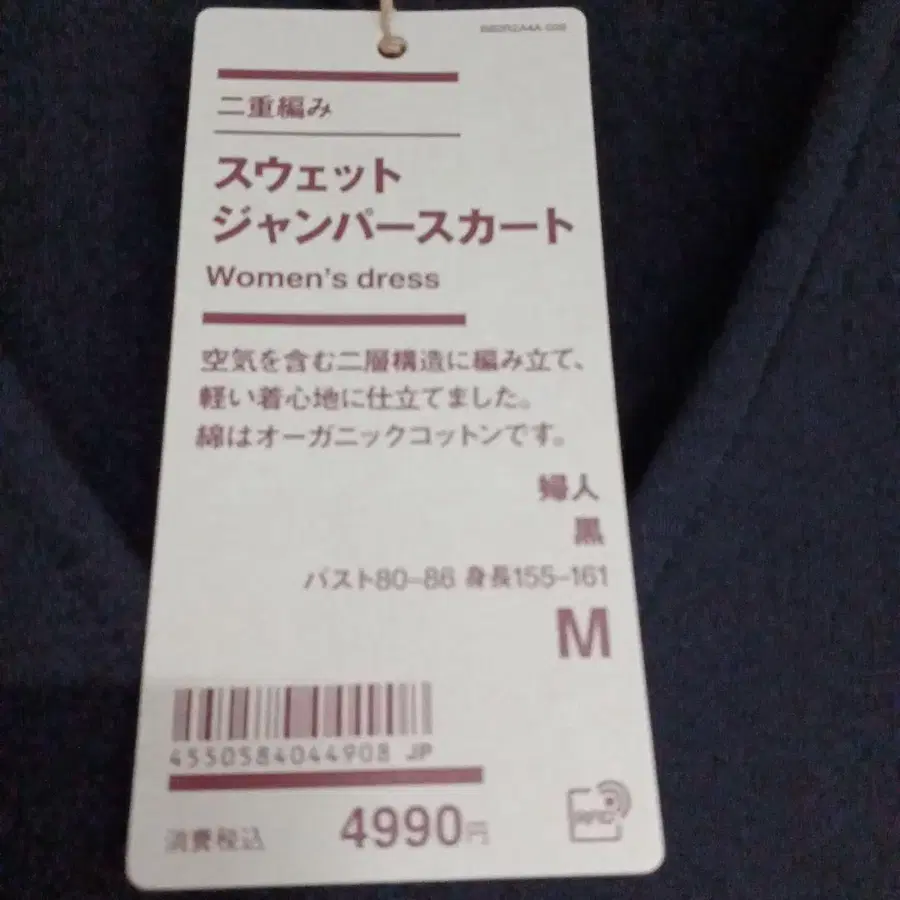 二重編み
スウェット
ジャンパースカート
Women's dress
空気を含む二層構造に編み立て、
軽い着心地に仕立てました。
綿はオーガニックコットンです。
婦人
黒
バスト80–86 身長155–161
M
4550584044908 JP
消費税込 4990円
RFID